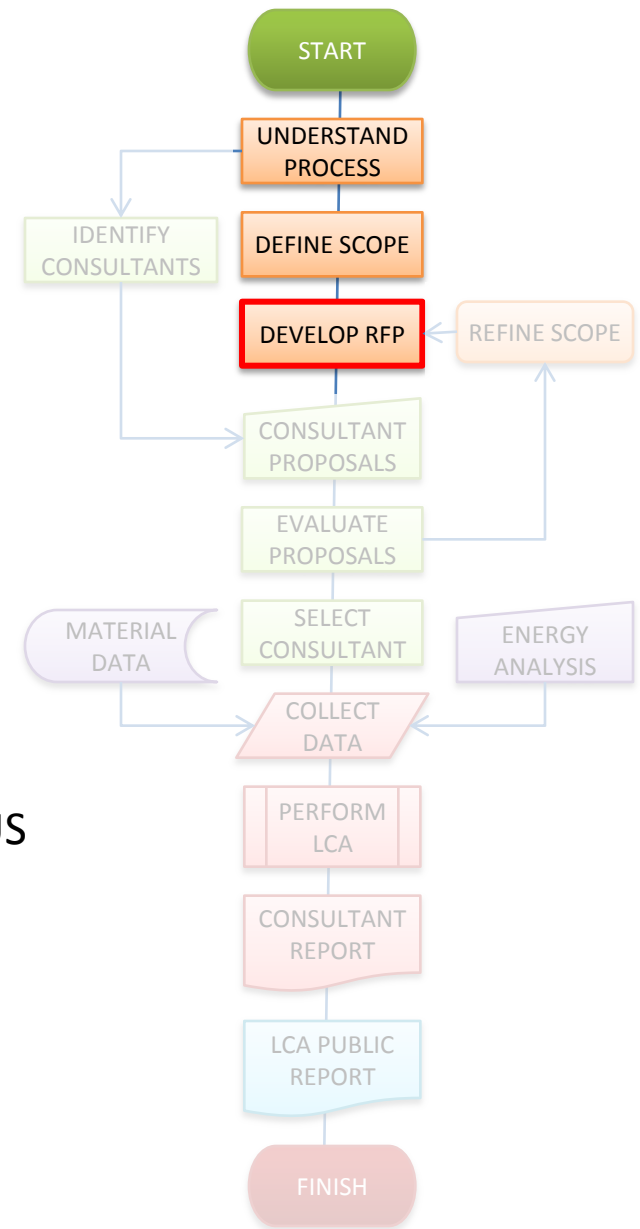 START
UNDERSTAND
PROCESS
IDENTIFY
CONSULTANTS
DEFINE SCOPE
DEVELOP RFP
REFINE SCOPE
CONSULTANT
PROPOSALS
EVALUATE
PROPOSALS
MATERIAL
DATA
SELECT
CONSULTANT
ENERGY
ANALYSIS
COLLECT
DATA
US
PERFORM
LCA
CONSULTANT
REPORT
LCA PUBLIC
REPORT
FINISH